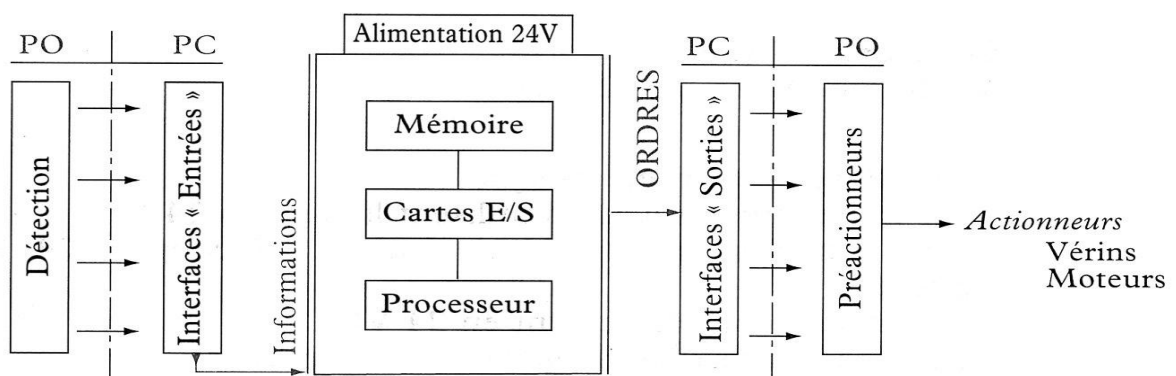 PO
PC
Détection
Interfaces « Entrées »
Informations
Alimentation 24V
Mémoire
Cartes E/S
Processeur
ORDRES
PC
PO
Interfaces « Sorties »
Préactionneurs
Actionneurs
Vérins
Moteurs